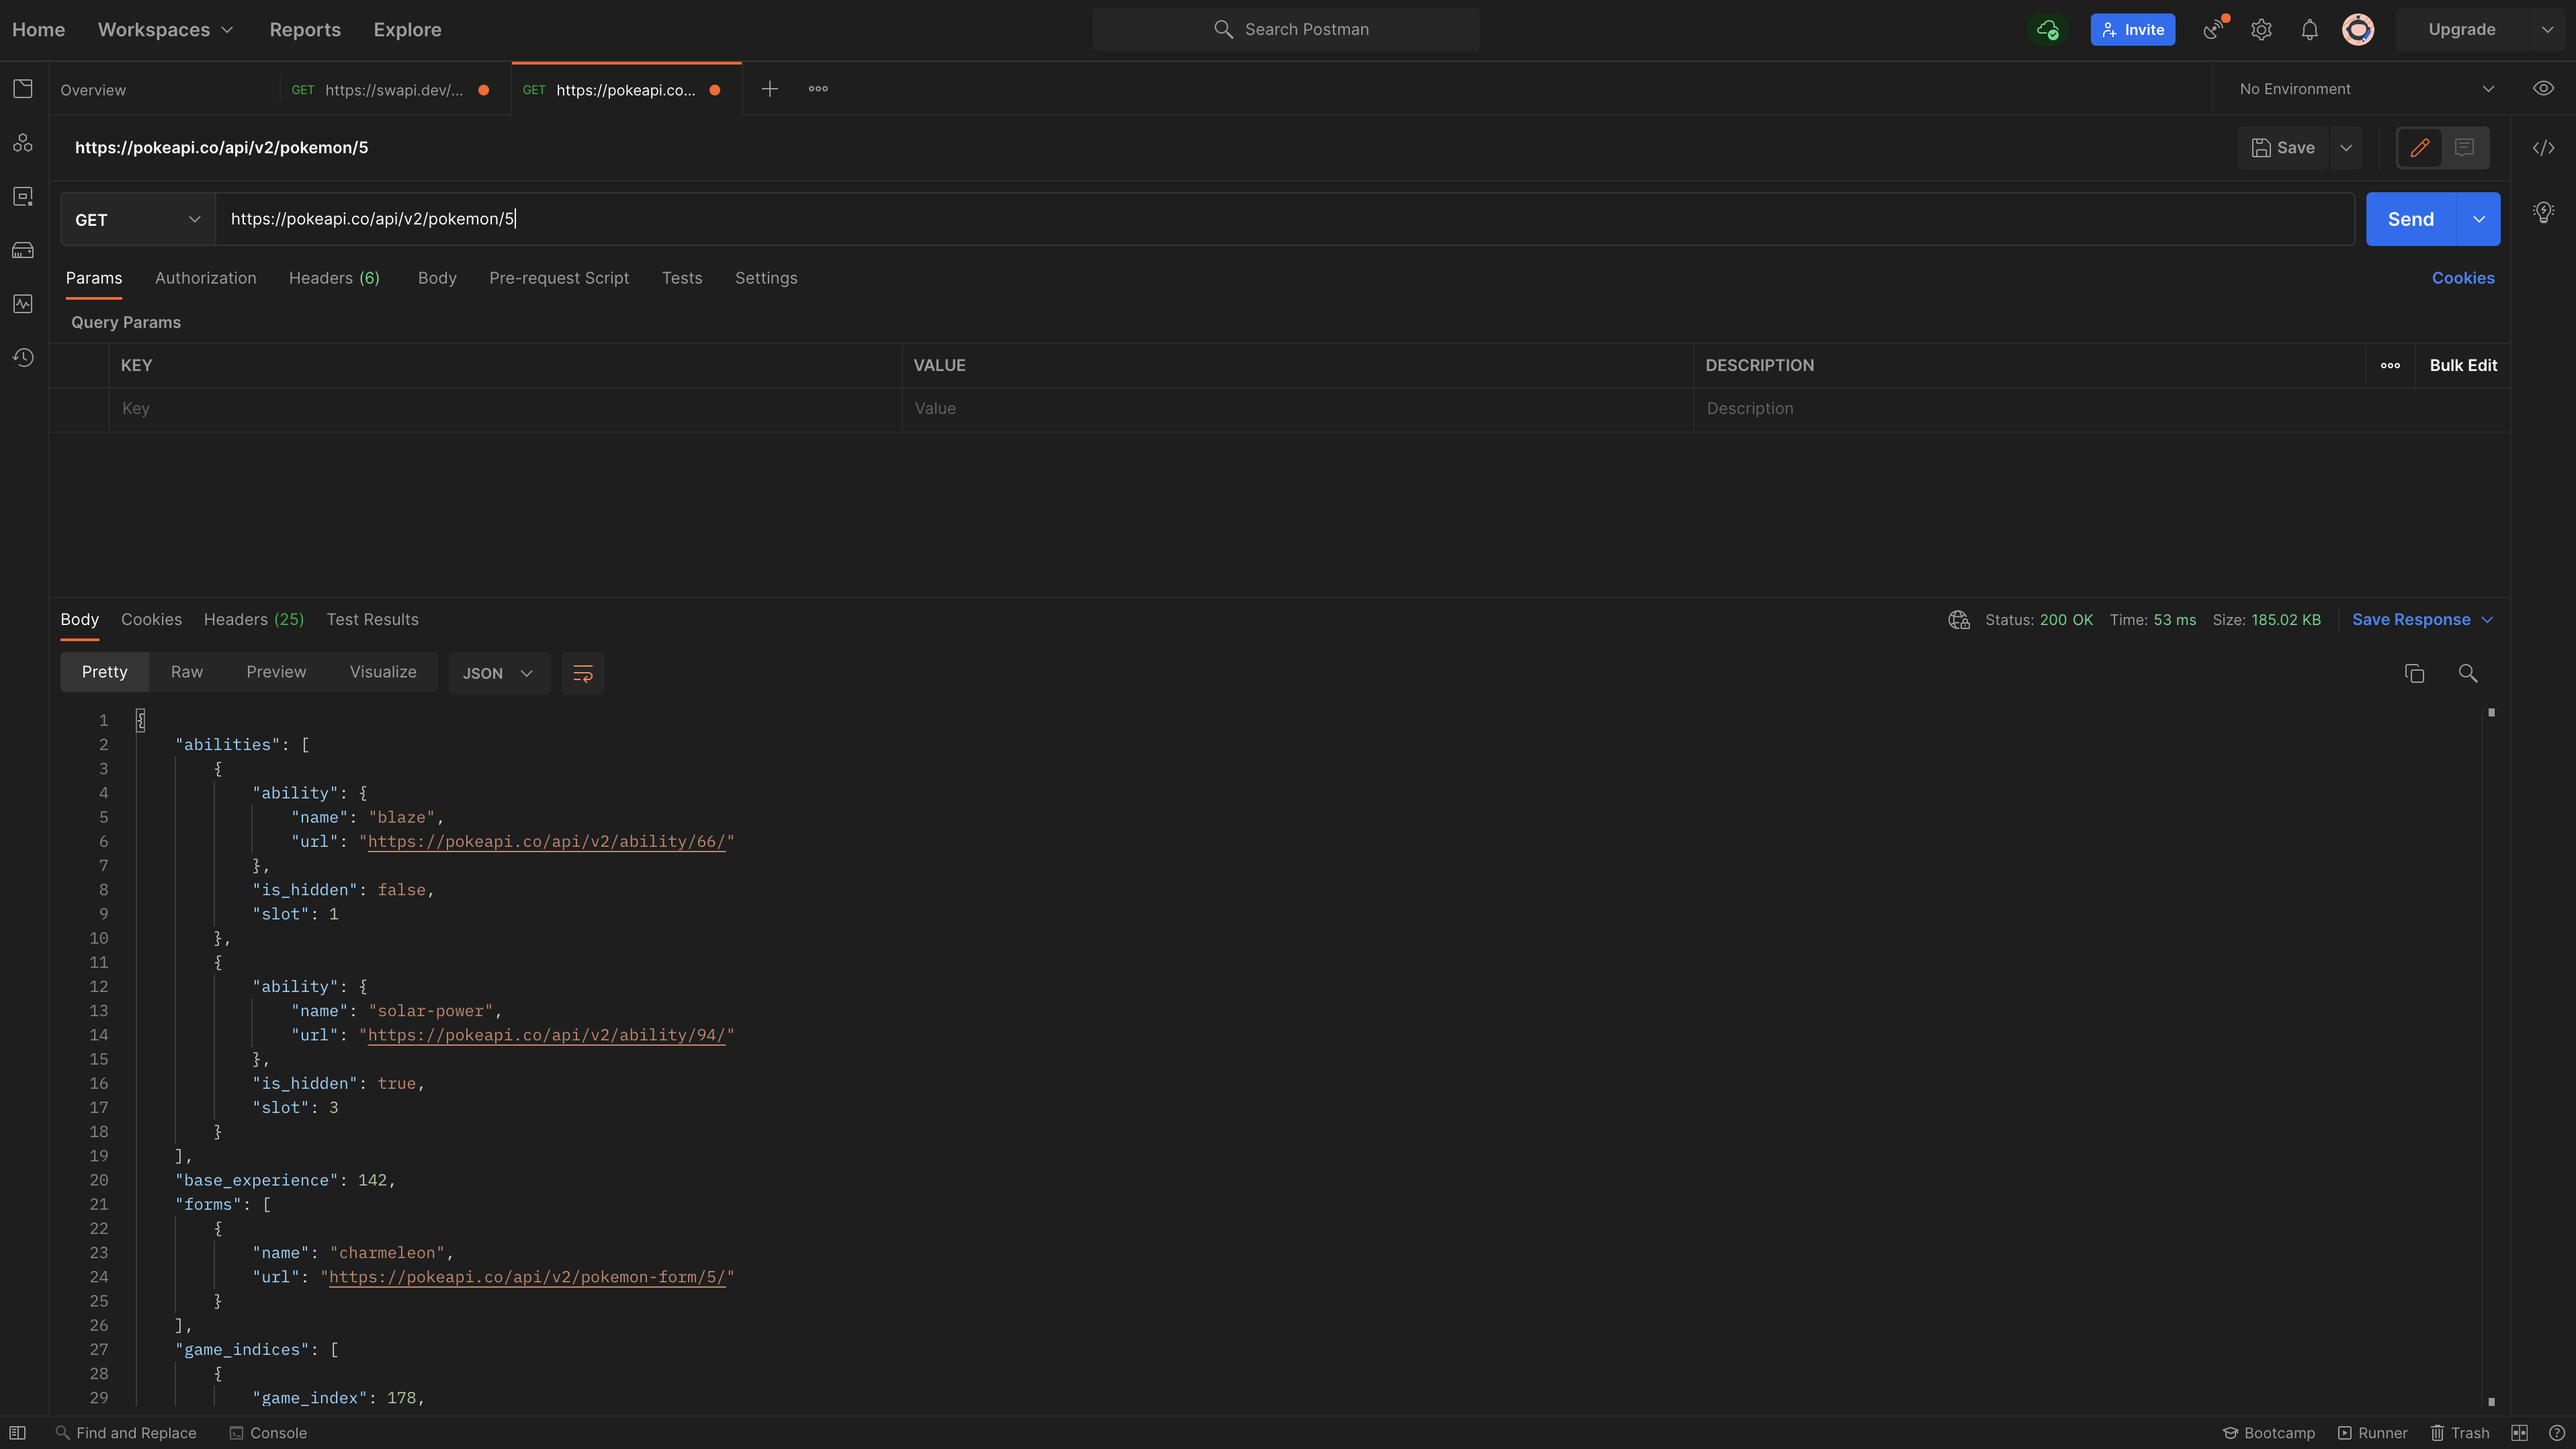 Home Workspaces Reports Explore Search Postman Invite Upgrade
Overview GET https://swapi.dev/... GET https://pokeapi.co... No Environment
https://pokeapi.co/api/v2/pokemon/5 Save
GET https://pokeapi.co/api/v2/pokemon/5 Send
Params Authorization Headers (6) Body Pre-request Script Tests Settings Cookies
Query Params
KEY VALUE DESCRIPTION Bulk Edit
Key Value Description
Body Cookies Headers (25) Test Results Status: 200 OK Time: 53 ms Size: 185.02 KB Save Response
Pretty Raw Preview Visualize JSON
1 {
2 "abilities": [
3 {
4 "ability": {
5 "name": "blaze",
6 "url": "https://pokeapi.co/api/v2/ability/66/"
7 },
8 "is_hidden": false,
9 "slot": 1
10 },
11 {
12 "ability": {
13 "name": "solar-power",
14 "url": "https://pokeapi.co/api/v2/ability/94/"
15 },
16 "is_hidden": true,
17 "slot": 3
18 }
19 ],
20 "base_experience": 142,
21 "forms": [
22 {
23 "name": "charmeleon",
24 "url": "https://pokeapi.co/api/v2/pokemon-form/5/"
25 }
26 ],
27 "game_indices": [
28 {
29 "game_index": 178,
Find and Replace Console Bootcamp Runner Trash